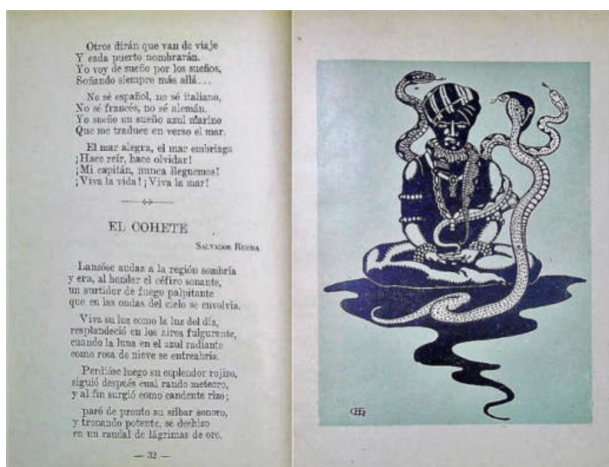 Otros dirán que van de viaje
Y cada puerto nombrarán.
Yo voy de sueño por los sueños,
Soñando siempre más allá...
No sé español, no sé italiano,
No sé francés, no sé alemán.
Yo sueño un sueño azul marino
Que me traduce en verso el mar.
El mar alegra, el mar embriaga
¡Hace reír, hace olvidar!
¡Mi capitán, nunca lleguemos!
¡Viva la vida! ¡Viva la mar!
EL COHETE
SALVADOR RUEDA
Lanzóse audaz a la región sombría
y era, al hender el céfiro sonante,
un surtidor de fuego palpitante
que en las ondas del cielo se envolvía.
Viva su luz como la luz del día,
resplandeció en los aires fulgurante,
cuando la luna en el azul radiante
como rosa de nieve se entreabría.
Perdióse luego su esplendor rojizo,
siguió después cual raudo meteoro,
y al fin surgió como candente rizo;
paró de pronto su silbar sonoro,
y tronando potente, se deshizo
en un raudal de lágrimas de oro.
— 32 —